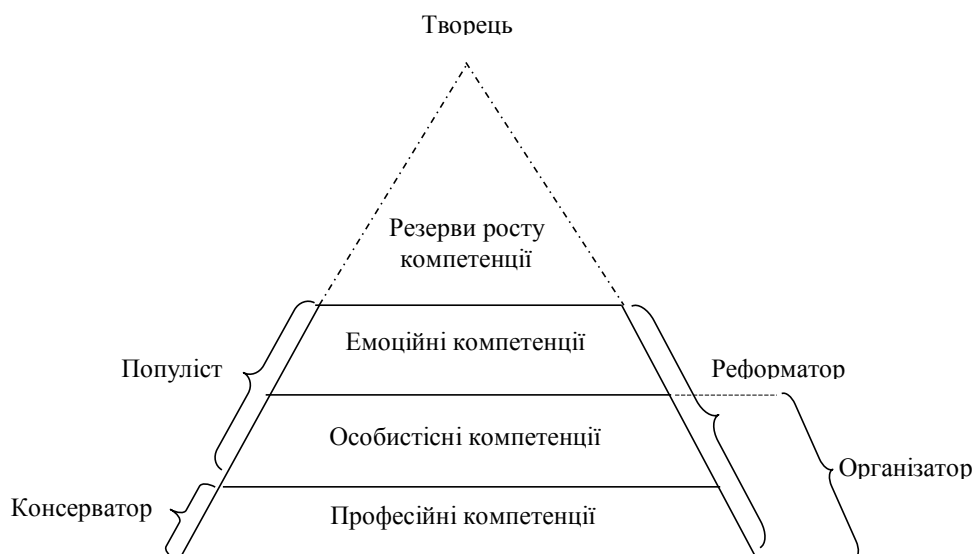 Творець
Резерви росту
компетенції
Емоційні компетенції
Популіст
Реформатор
Особистісні компетенції
Організатор
Консерватор
Професійні компетенції